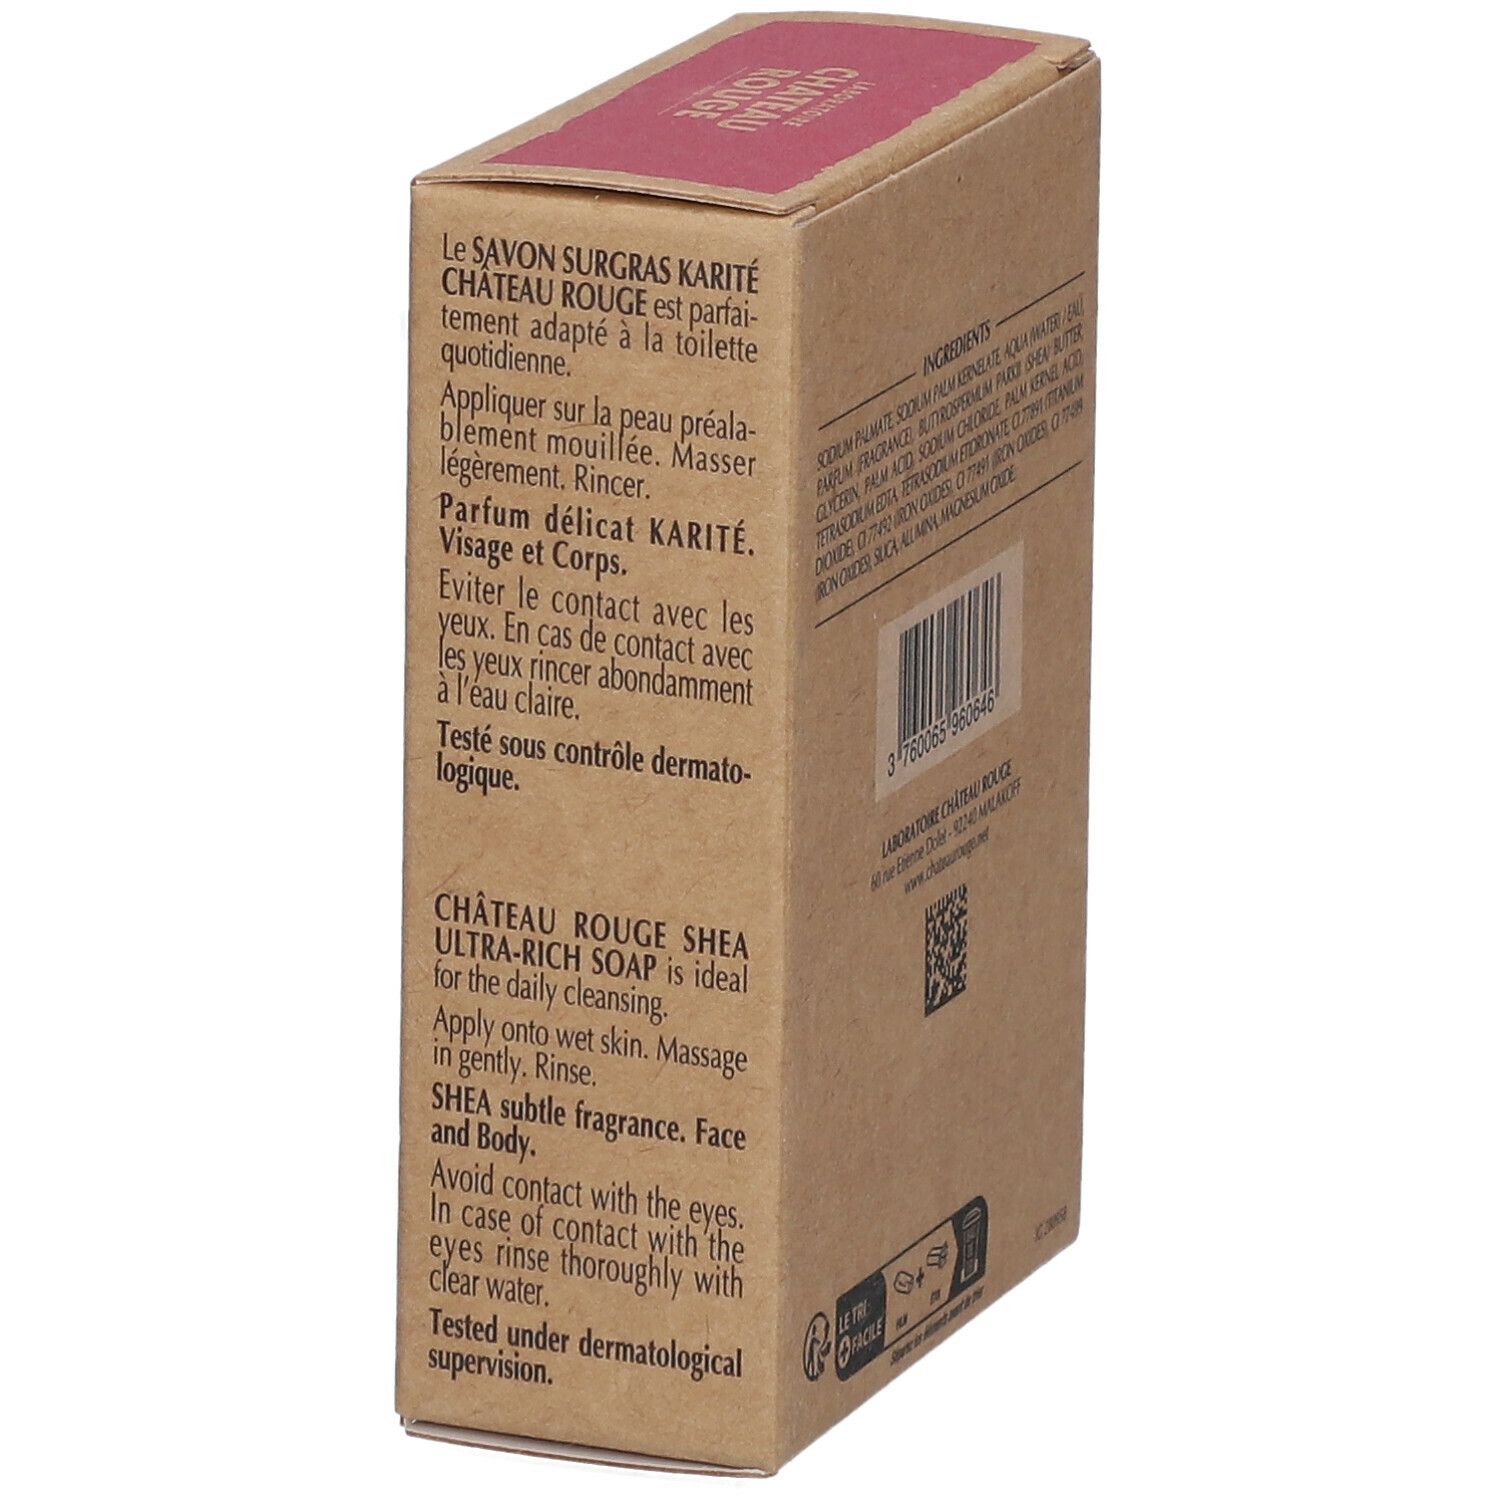 LABORATOIRE
CHATEAU
ROUGE
Le SAVON SURGRAS KARITÉ
CHÂTEAU ROUGE est parfai-
tement adapté à la toilette
quotidienne.
Appliquer sur la peau préala-
blement mouillée. Masser
légèrement. Rincer.
Parfum délicat KARITÉ.
Visage et Corps.
Eviter le contact avec les
yeux. En cas de contact avec
les yeux rincer abondamment
à l'eau claire.
Testé sous contrôle dermato-
logique.
CHÂTEAU ROUGE SHEA
ULTRA-RICH SOAP is ideal
for the daily cleansing.
Apply onto wet skin. Massage
in gently. Rinse.
SHEA subtle fragrance. Face
and Body.
Avoid contact with the eyes.
In case of contact with the
eyes rinse thoroughly with
clear water.
Tested under dermatological
supervision.
INGREDIENTS
SODIUM PALMATE, SODIUM PALM KERNELATE, AQUA (WATER) / EAU,
PARFUM (FRAGRANCE), BUTYROSPERMUM PARKII (SHEA) BUTTER,
GLYCERIN, PALM ACID, SODIUM CHLORIDE, PALM KERNEL ACID,
TETRASODIUM EDTA, TETRASODIUM ETIDRONATE, CI 77891 (TITANIUM
DIOXIDE), CI 77492 (IRON OXIDES), CI 77491 (IRON OXIDES), CI 77499
(IRON OXIDES), SILICA, ALUMINA, MAGNESIUM OXIDE.
3 760065 960646
LABORATOIRE CHÂTEAU ROUGE
60 rue Etienne Dolet - 92240 MALAKOFF
www.chateaurouge.net
LE TRI
+ FACILE
+
Séparez les éléments avant de trier